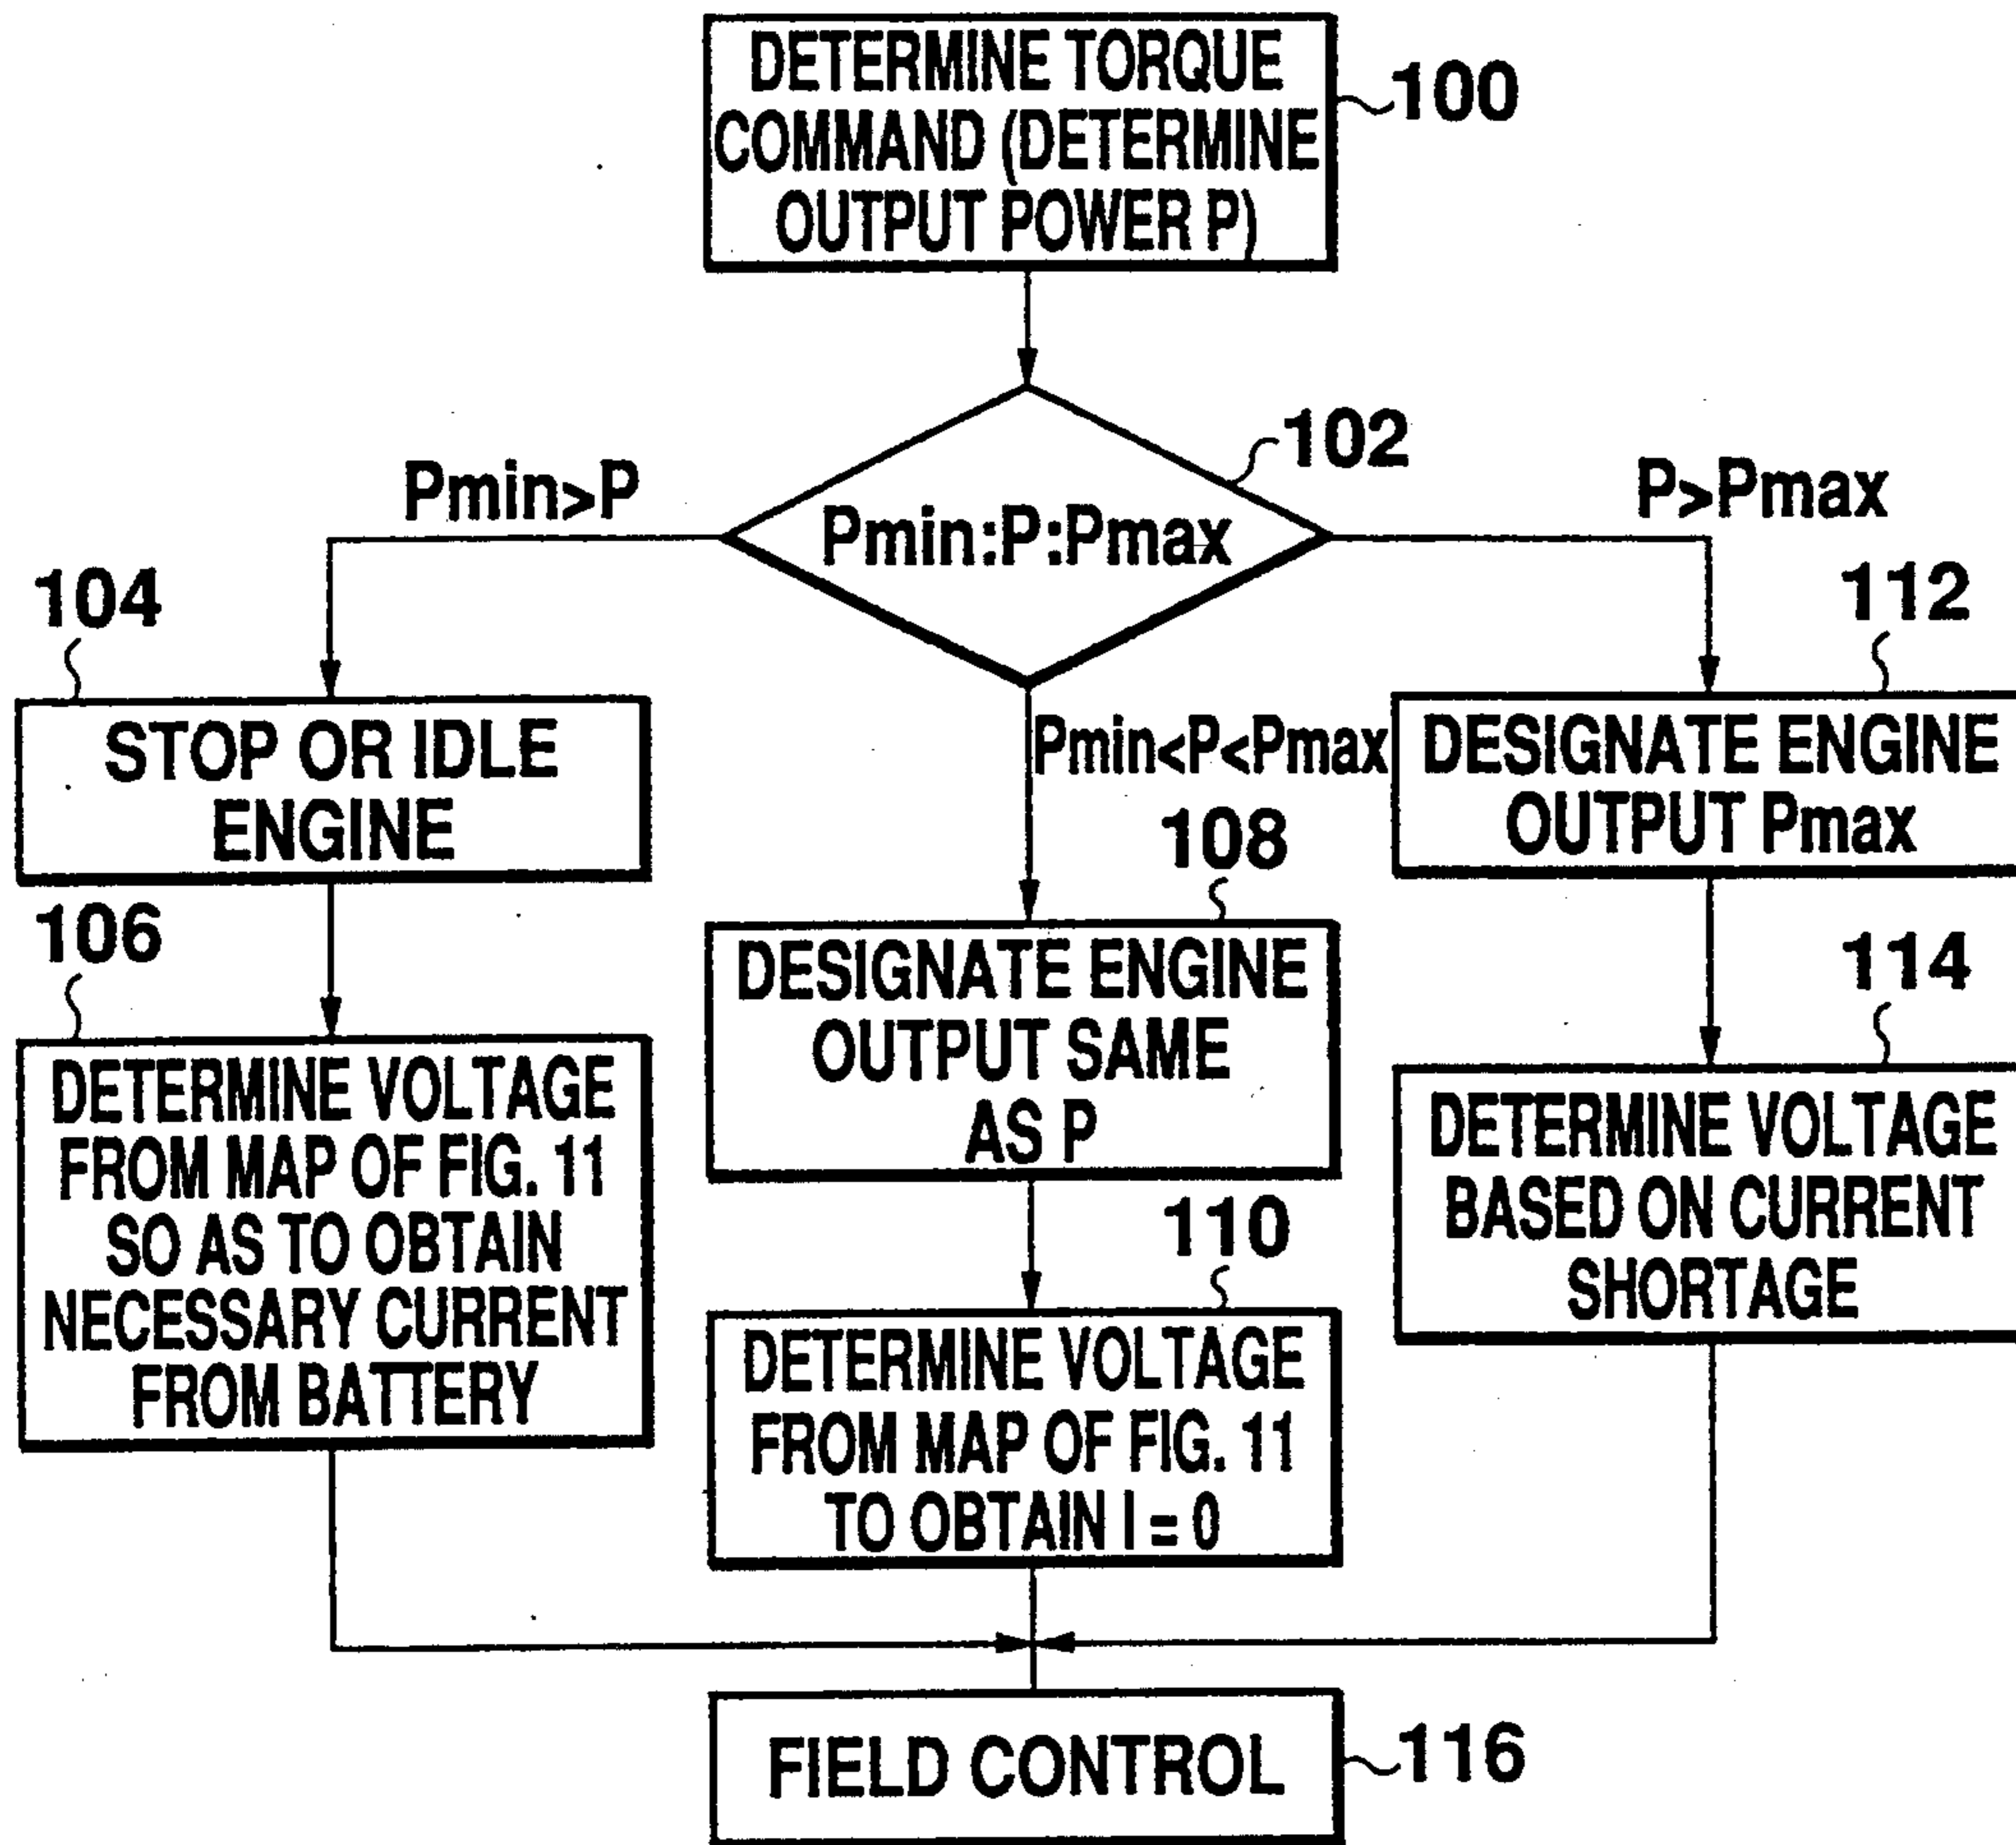 DETERMINE TORQUE
COMMAND (DETERMINE
OUTPUT POWER P)
100
102
Pmin>P
Pmin:P:Pmax
P>Pmax
104
STOP OR IDLE
ENGINE
106
DETERMINE VOLTAGE
FROM MAP OF FIG. 11
SO AS TO OBTAIN
NECESSARY CURRENT
FROM BATTERY
Pmin<P<Pmax
108
DESIGNATE ENGINE
OUTPUT SAME
AS P
110
DETERMINE VOLTAGE
FROM MAP OF FIG. 11
TO OBTAIN I = 0
112
DESIGNATE ENGINE
OUTPUT Pmax
114
DETERMINE VOLTAGE
BASED ON CURRENT
SHORTAGE
FIELD CONTROL
116